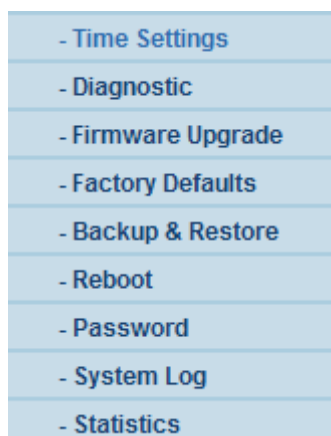 - Time Settings
- Diagnostic
- Firmware Upgrade
- Factory Defaults
- Backup & Restore
- Reboot
- Password
- System Log
- Statistics